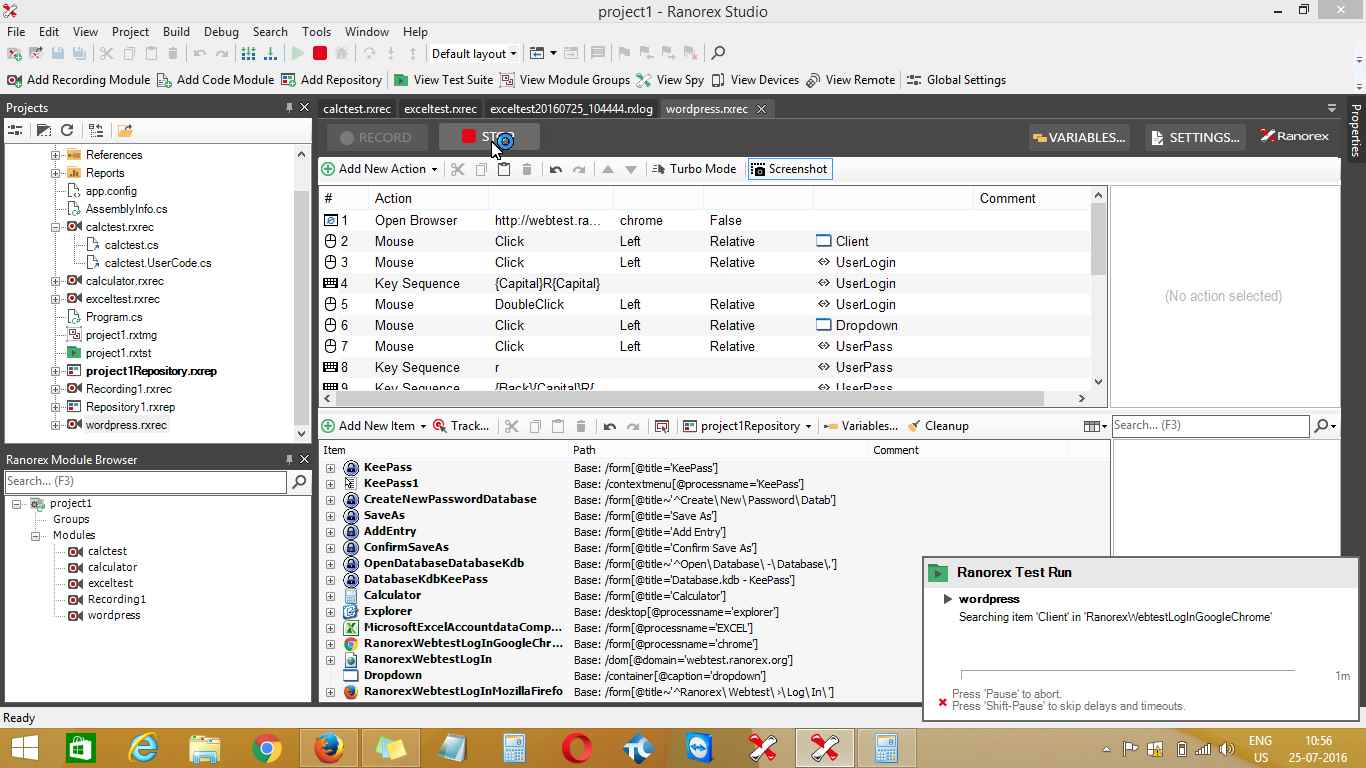 project1 - Ranorex Studio
File Edit View Project Build Debug Search Tools Window Help
Default layout
Add Recording Module Add Code Module Add Repository View Test Suite View Module Groups View Spy View Devices View Remote Global Settings
Projects
References
Reports
app.config
AssemblyInfo.cs
calctest.rxrec
calctest.cs
calctest.UserCode.cs
calculator.rxrec
exceltest.rxrec
Program.cs
project1.rxtmg
project1.rxtst
project1Repository.rxrep
Recording1.rxrec
Repository1.rxrep
wordpress.rxrec
Ranorex Module Browser
Search... (F3)
project1
Groups
Modules
calctest
calculator
exceltest
Recording1
wordpress
calctest.rxrec exceltest.rxrec exceltest20160725_104444.rxlog wordpress.rxrec
RECORD VARIABLES... SETTINGS... Ranorex
Add New Action Turbo Mode Screenshot
# Action Comment
1 Open Browser http://webtest.ra... chrome False
2 Mouse Click Left Relative Client
3 Mouse Click Left Relative UserLogin
4 Key Sequence {Capital}R{Capital} UserLogin
5 Mouse DoubleClick Left Relative UserLogin
6 Mouse Click Left Relative Dropdown
7 Mouse Click Left Relative UserPass
8 Key Sequence r UserPass
9 Key Sequence {Back}{Capital}R{ UserPass
(No action selected)
Add New Item Track... project1Repository Variables... Cleanup Search... (F3)
Item Path Comment
KeePass Base: /form[@title='KeePass']
KeePass1 Base: /contextmenu[@processname='KeePass']
CreateNewPasswordDatabase Base: /form[@title~'^Create\ New\ Password\ Datab']
SaveAs Base: /form[@title='Save As']
AddEntry Base: /form[@title='Add Entry']
ConfirmSaveAs Base: /form[@title='Confirm Save As']
OpenDatabaseDatabaseKdb Base: /form[@title~'^Open\ Database\ -\ Database\.']
DatabaseKdbKeePass Base: /form[@title='Database.kdb - KeePass']
Calculator Base: /form[@title='Calculator']
Explorer Base: /desktop[@processname='explorer']
MicrosoftExcelAccountdataComp... Base: /form[@processname='EXCEL']
RanorexWebtestLogInGoogleChr... Base: /form[@processname='chrome']
RanorexWebtestLogIn Base: /dom[@domain='webtest.ranorex.org']
Dropdown Base: /container[@caption='dropdown']
RanorexWebtestLogInMozillaFirefo Base: /form[@title~'^Ranorex\ Webtest\ ›\ Log\ In\ ']
Properties
Ranorex Test Run
wordpress
Searching item 'Client' in 'RanorexWebtestLogInGoogleChrome'
1m
Press 'Pause' to abort.
Press 'Shift-Pause' to skip delays and timeouts.
Ready
ENG
US
10:56
25-07-2016